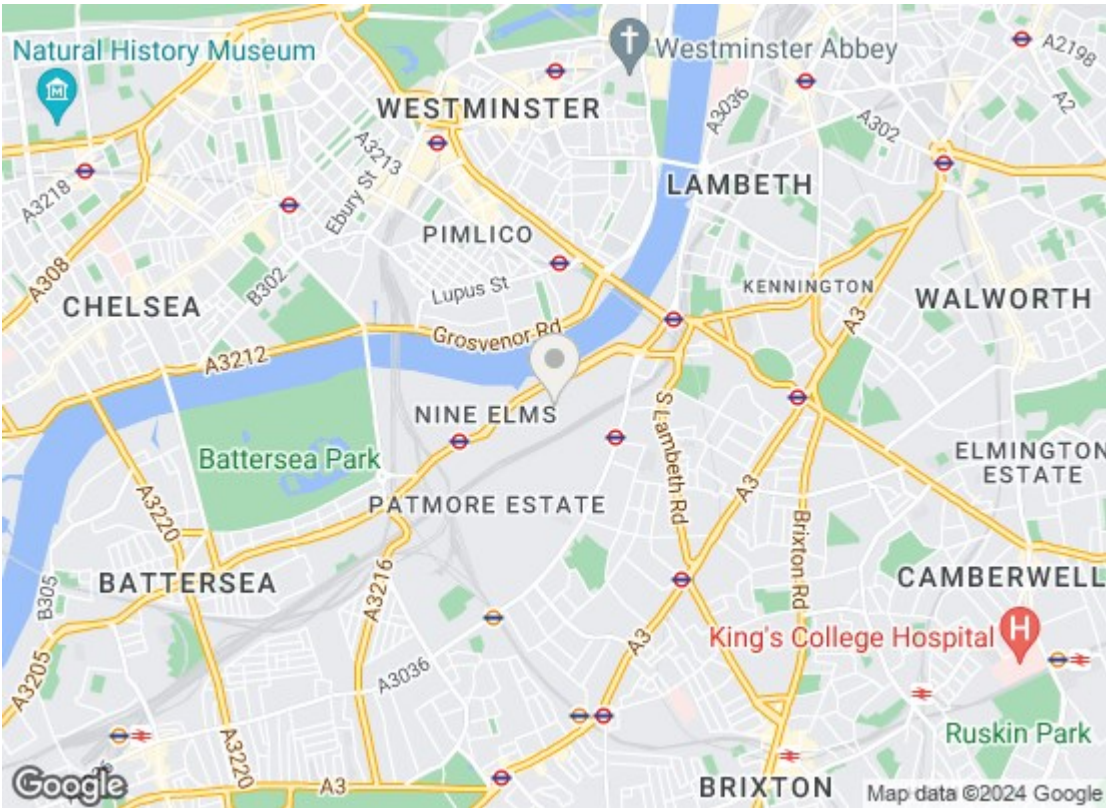 Natural History Museum
Westminster Abbey
A2198
WESTMINSTER
A3036
A2
A302
A3213
A3218
Ebury St
LAMBETH
PIMLICO
A308
B302
Lupus St
KENNINGTON
CHELSEA
WALWORTH
Grosvenor Rd
A3
A3212
NINE ELMS
S Lambeth Rd
Battersea Park
ELMINGTON
ESTATE
A3220
PATMORE ESTATE
A3
Brixton Rd
BATTERSEA
B305
A3216
CAMBERWELL
King's College Hospital
H
A3
A3205
A3036
A3220
Ruskin Park
Google
A3
BRIXTON
Map data ©2024 Google